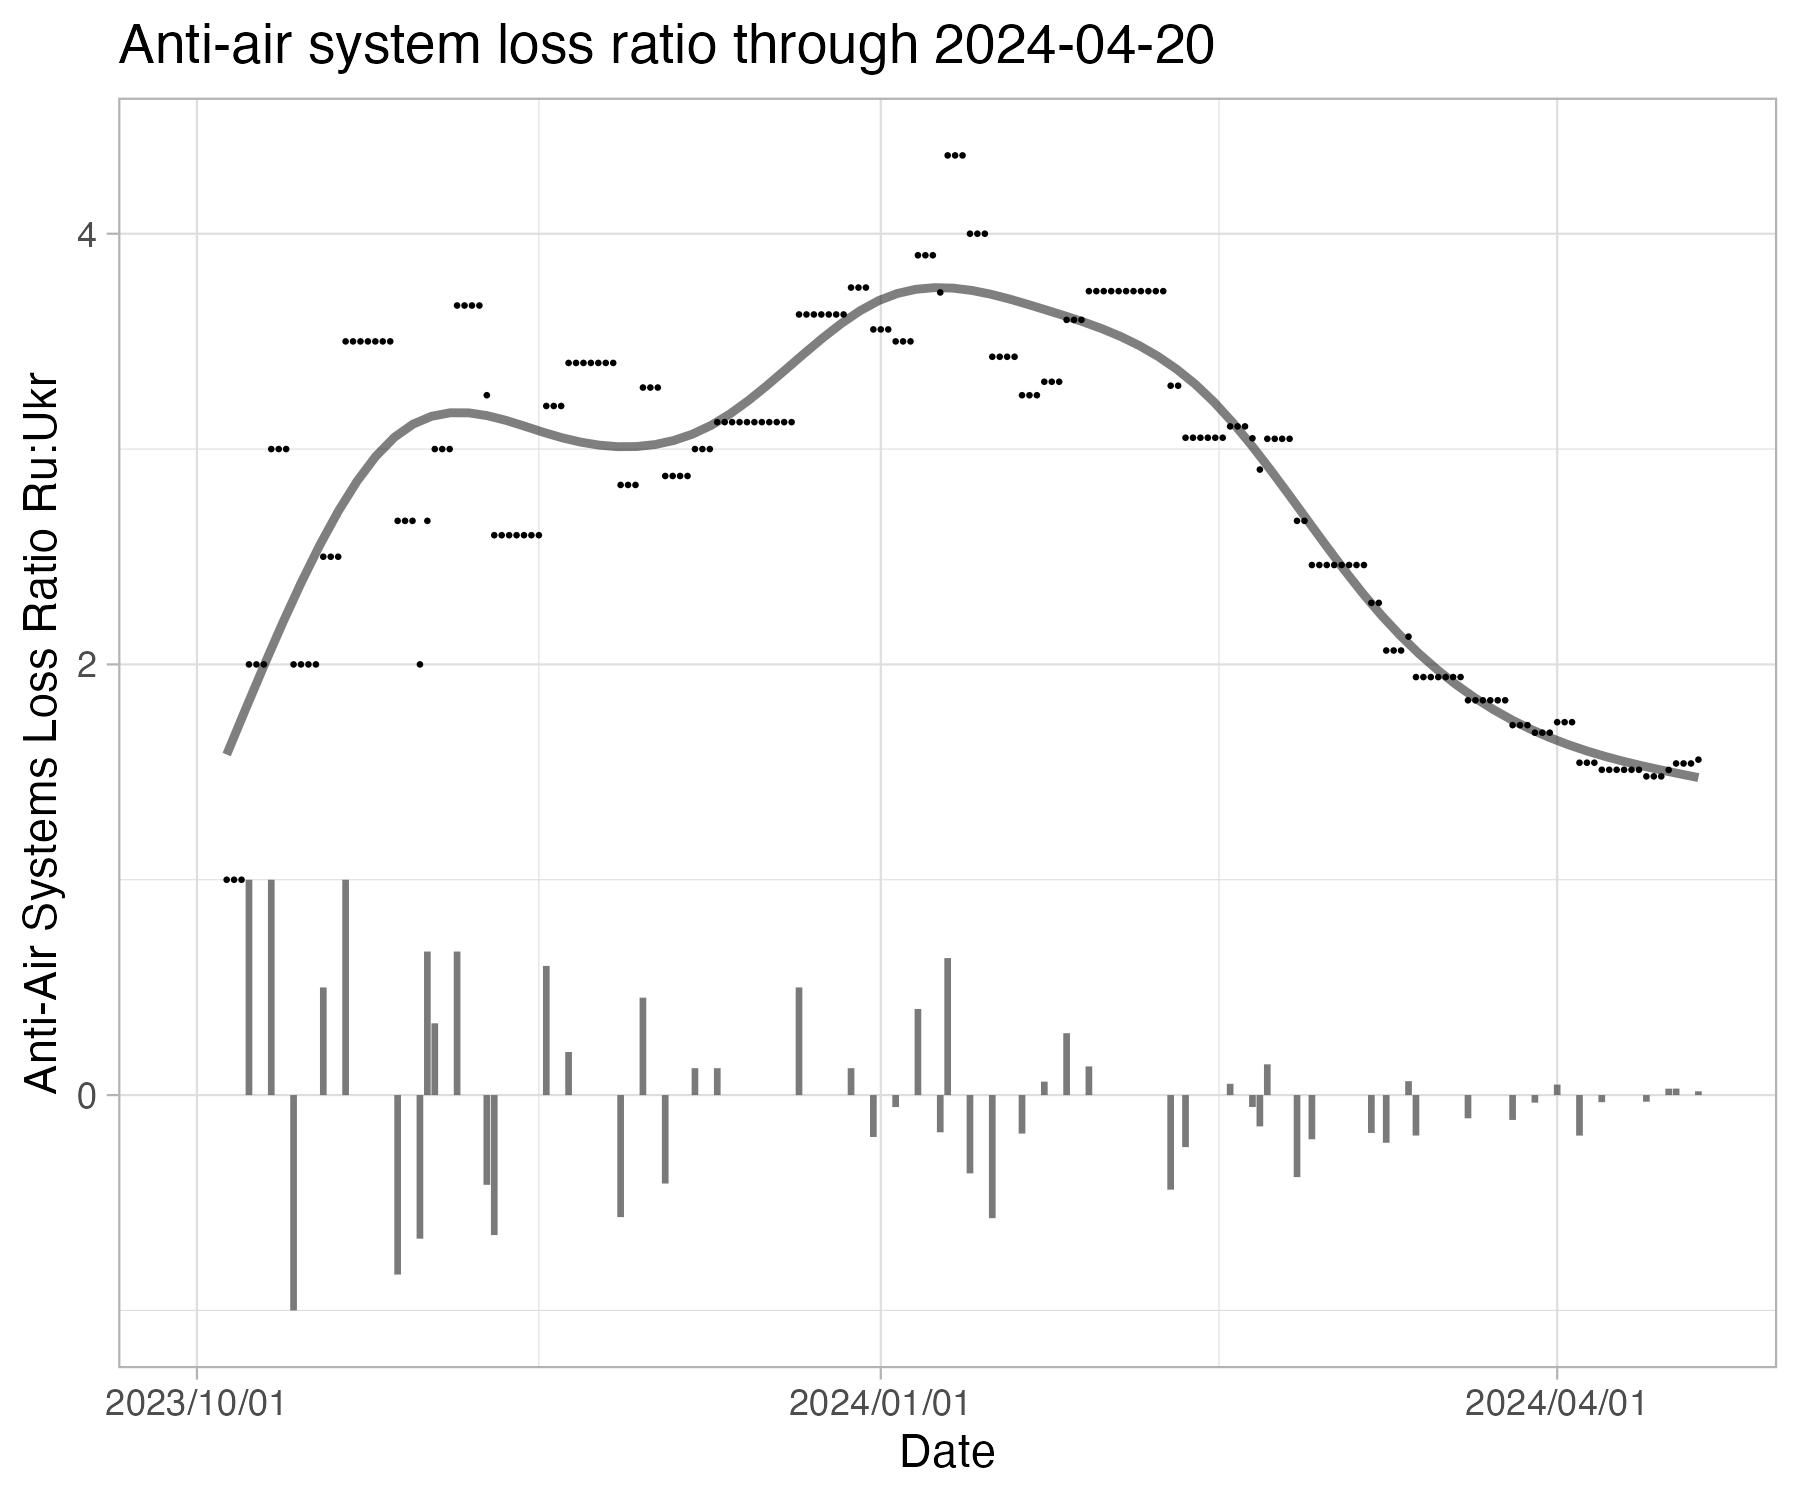 Anti-air system loss ratio through 2024-04-20
Anti-Air Systems Loss Ratio Ru:Ukr
4
2
0
2023/10/01
2024/01/01
2024/04/01
Date